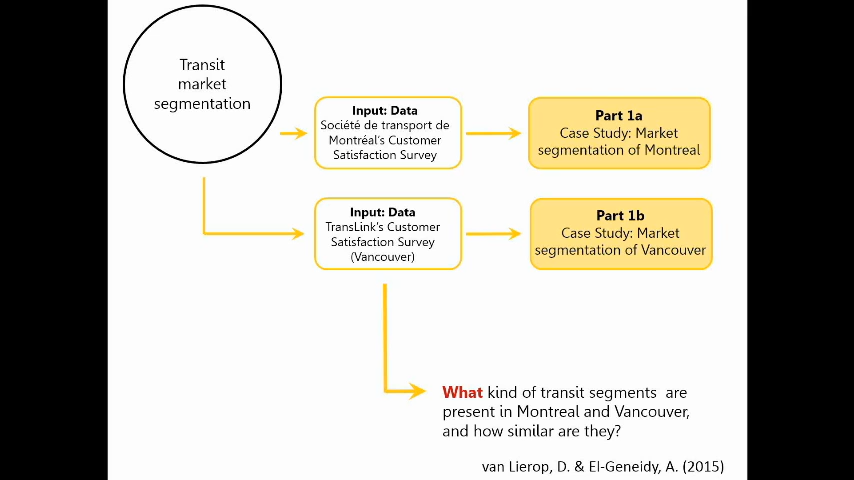 Transit
market
segmentation
Input: Data
Société de transport de
Montréal's Customer
Satisfaction Survey
Part 1a
Case Study: Market
segmentation of Montreal
Input: Data
TransLink's Customer
Satisfaction Survey
(Vancouver)
Part 1b
Case Study: Market
segmentation of Vancouver
What kind of transit segments are
present in Montreal and Vancouver,
and how similar are they?
van Lierop, D. & El-Geneidy, A. (2015)